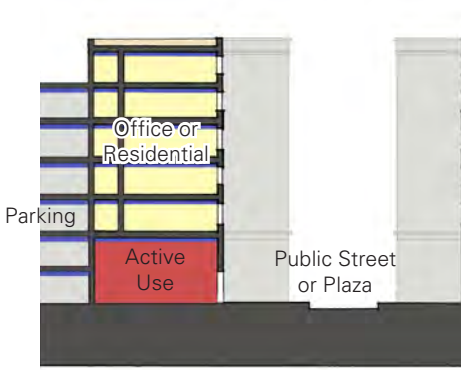 Office or
Residential
Parking
Active
Use
Public Street
or Plaza